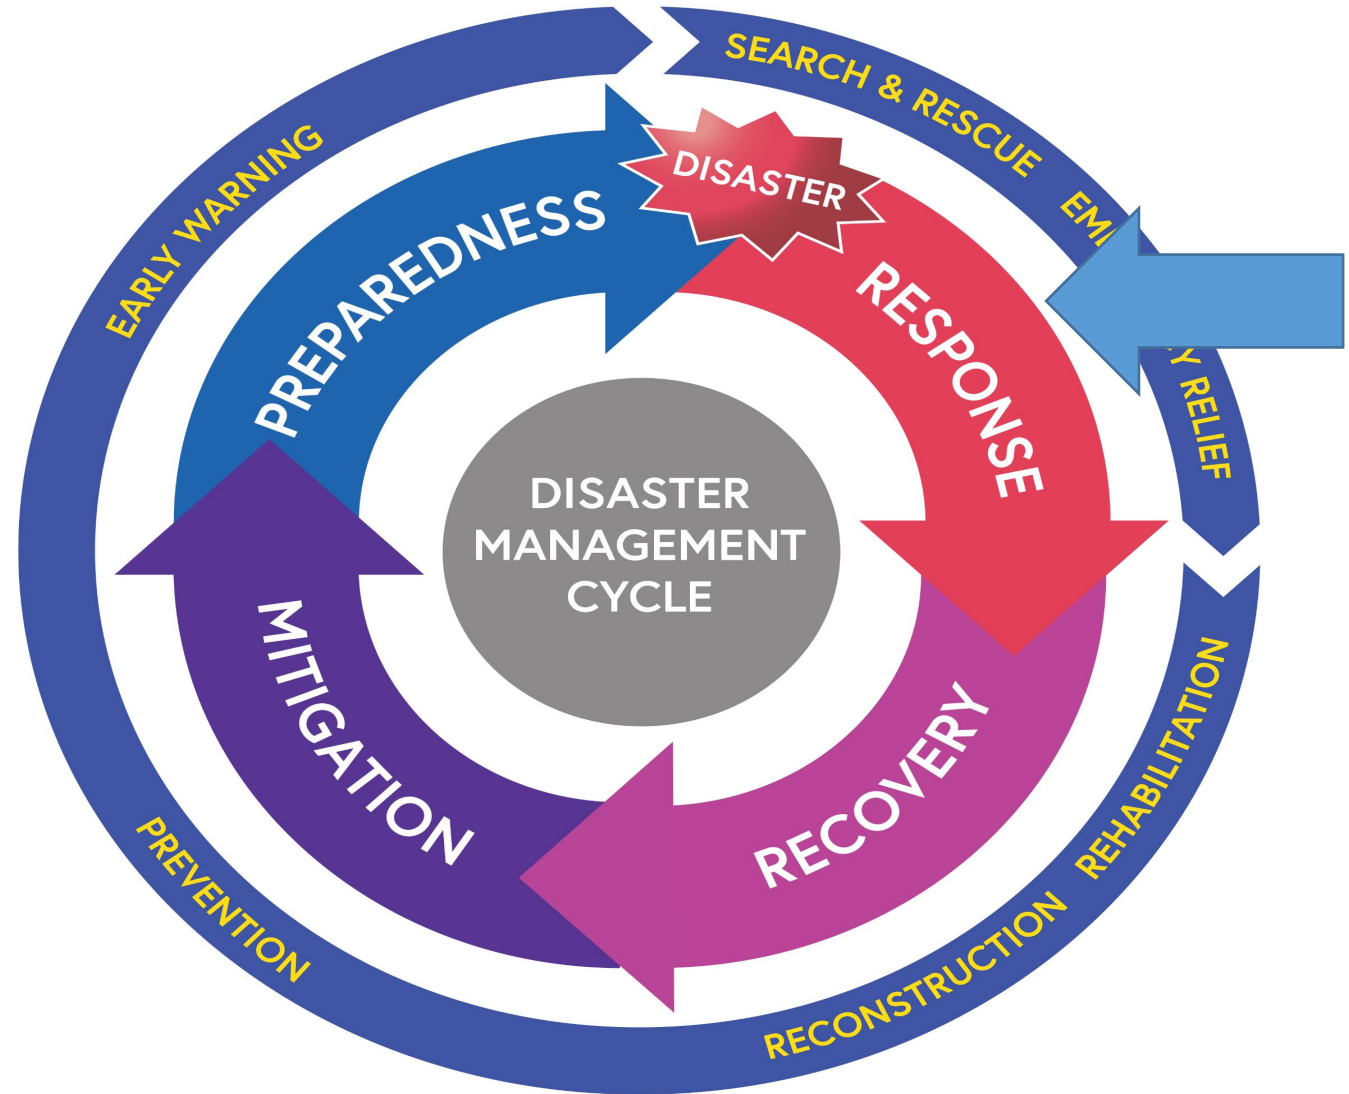 DISASTER
MANAGEMENT
CYCLE
DISASTER
RESPONSE
RECOVERY
MITIGATION
PREPAREDNESS
SEARCH & RESCUE
RELIEF
REHABILITATION
RECONSTRUCTION
PREVENTION
EARLY WARNING